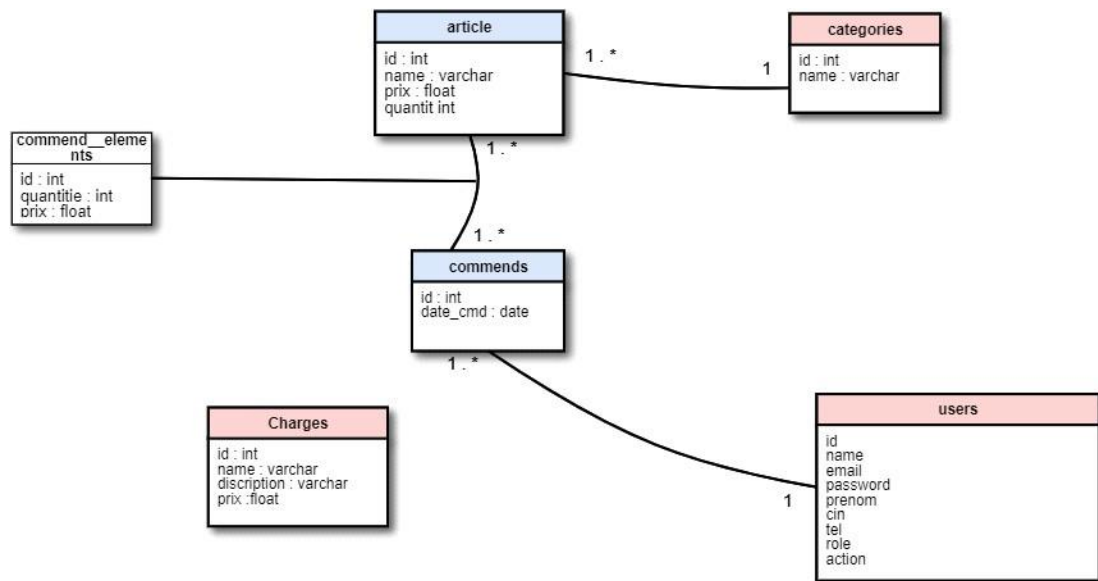 article
id : int
name : varchar
prix : float
quantit int
categories
id : int
name : varchar
1 . *
1
1 . *
commend__eleme
nts
id : int
quantitie : int
prix : float
1 . *
commends
id : int
date_cmd : date
1 . *
Charges
id : int
name : varchar
discription : varchar
prix :float
users
id
name
email
password
prenom
cin
tel
role
action
1